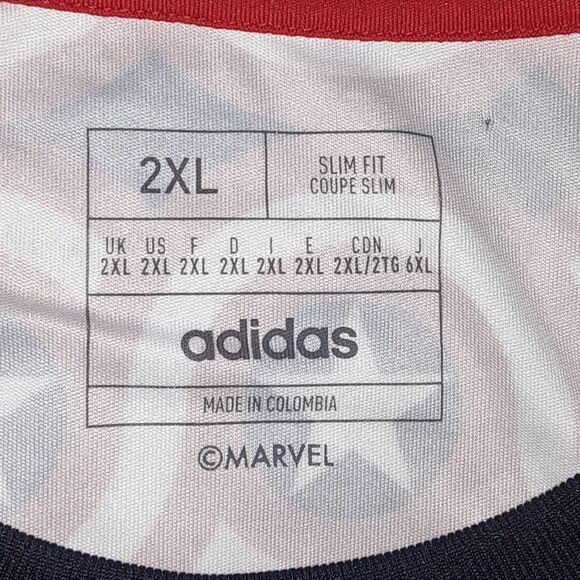 2XL
SLIM FIT
COUPE SLIM
UK US F D I E CDN J
2XL 2XL 2XL 2XL 2XL 2XL 2XL/2TG 6XL
adidas
MADE IN COLOMBIA
©MARVEL